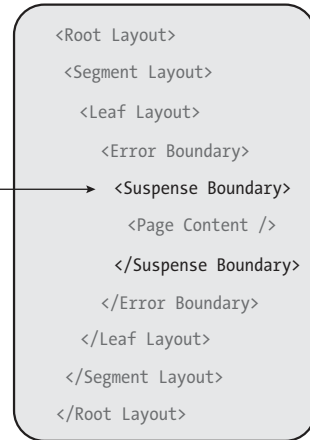 <Root Layout>
<Segment Layout>
<Leaf Layout>
<Error Boundary>
<Suspense Boundary>
<Page Content />
</Suspense Boundary>
</Error Boundary>
</Leaf Layout>
</Segment Layout>
</Root Layout>